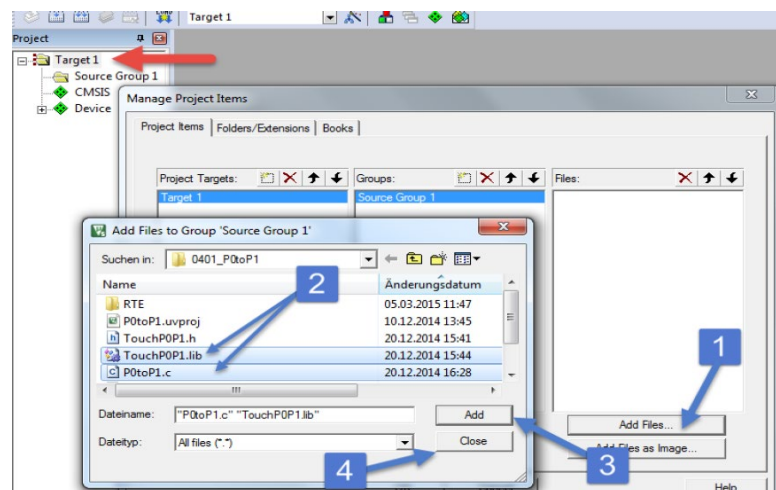 Target 1
Project
Target 1
Source Group 1
CMSIS
Device
Manage Project Items
Project Items Folders/Extensions Books
Project Targets: Groups: Files:
Target 1 Source Group 1
Add Files to Group 'Source Group 1'
Suchen in: 0401_P0toP1
Name Änderungsdatum
RTE 05.03.2015 11:47
P0toP1.uvproj 10.12.2014 13:45
TouchP0P1.h 20.12.2014 15:41
TouchP0P1.lib 20.12.2014 15:44
P0toP1.c 20.12.2014 16:28
Dateiname: "P0toP1.c" "TouchP0P1.lib" Add
Dateityp: All files (*.*) Close
1
2
3
4
Add Files...
Add Files as Image...
Help